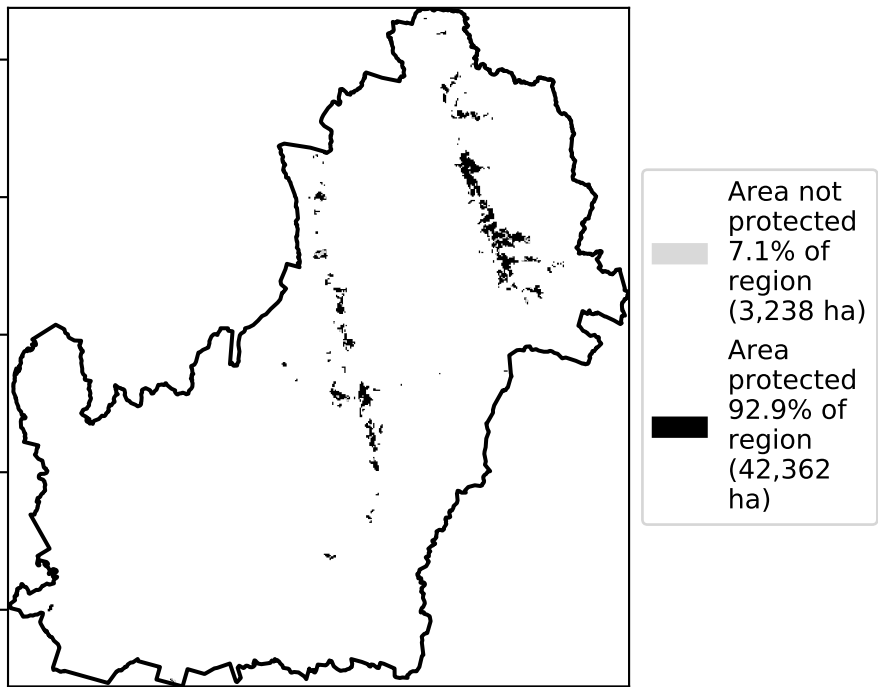 Area not
protected
7.1% of
region
(3,238 ha)
Area
protected
92.9% of
region
(42,362
ha)